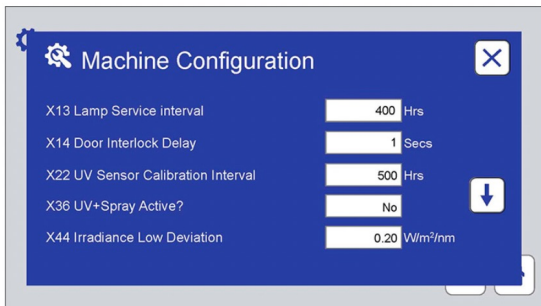 Machine Configuration
X13 Lamp Service interval 400 Hrs
X14 Door Interlock Delay 1 Secs
X22 UV Sensor Calibration Interval 500 Hrs
X36 UV+Spray Active? No
X44 Irradiance Low Deviation 0.20 W/m²/nm